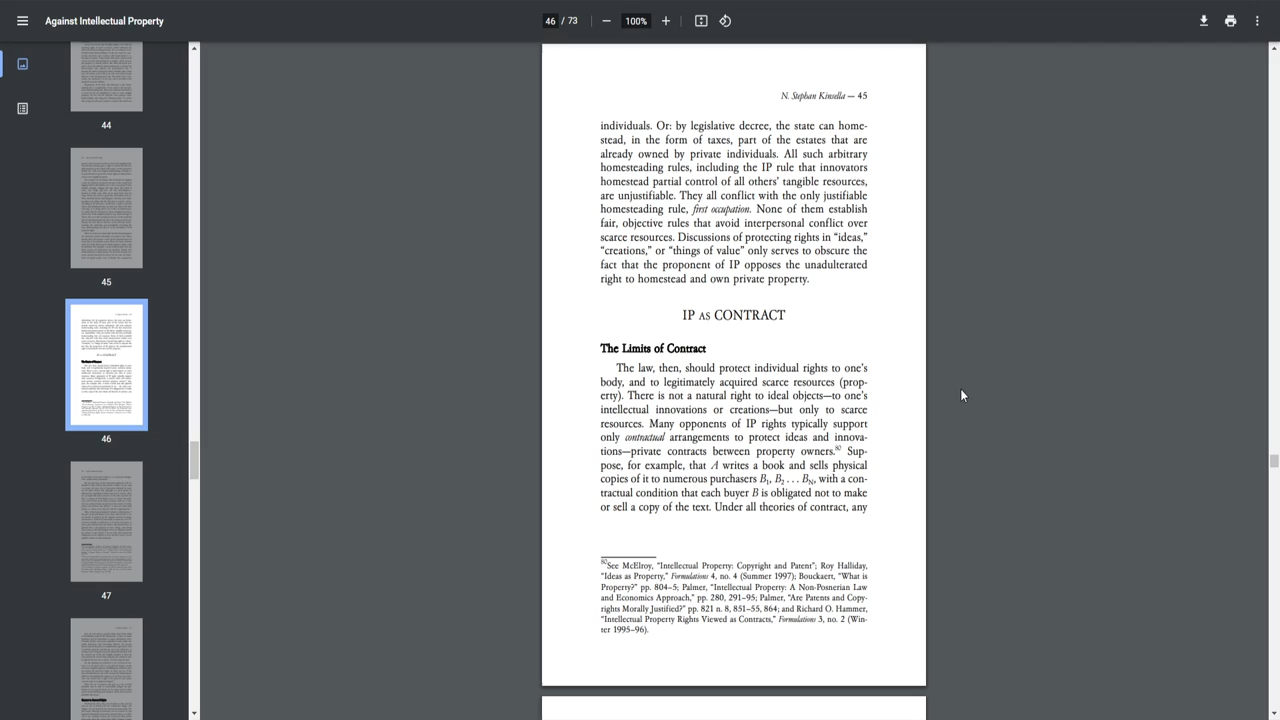 Against Intellectual Property
46 / 73
100%
44
45
46
47
N. Stephan Kinsella — 45
individuals. Or: by legislative decree, the state can home-
stead, in the form of taxes, part of the estates that are
already owned by private individuals. All such arbitrary
homesteading rules, including the IP rule that innovators
homestead partial control of all others’ tangible resources,
are unjustifiable. They all conflict with the only justifiable
homesteading rule, first occupation. None of them establish
fair, objective rules that avoid interpersonal conflict over
scarce resources. Discussions of protecting rights in “ideas,”
“creations,” or “things of value” only serves to obscure the
fact that the proponent of IP opposes the unadulterated
right to homestead and own private property.
IP AS CONTRACT
The Limits of Contract
The law, then, should protect individual rights to one’s
body, and to legitimately acquired scarce resources (prop-
erty). There is not a natural right to ideal objects—to one’s
intellectual innovations or creations—but only to scarce
resources. Many opponents of IP rights typically support
only contractual arrangements to protect ideas and innova-
tions—private contracts between property owners.80 Sup-
pose, for example, that A writes a book and sells physical
copies of it to numerous purchasers B1, B2 . . . BN, with a con-
tractual condition that each buyer B is obligated not to make
or sell a copy of the text. Under all theories of contract, any
80See McElroy, “Intellectual Property: Copyright and Patent”; Roy Halliday,
“Ideas as Property,” Formulations 4, no. 4 (Summer 1997); Bouckaert, “What is
Property?” pp. 804–5; Palmer, “Intellectual Property: A Non-Posnerian Law
and Economics Approach,” pp. 280, 291–95; Palmer, “Are Patents and Copy-
rights Morally Justified?” pp. 821 n. 8, 851–55, 864; and Richard O. Hammer,
“Intellectual Property Rights Viewed as Contracts,” Formulations 3, no. 2 (Win-
ter 1995–96).